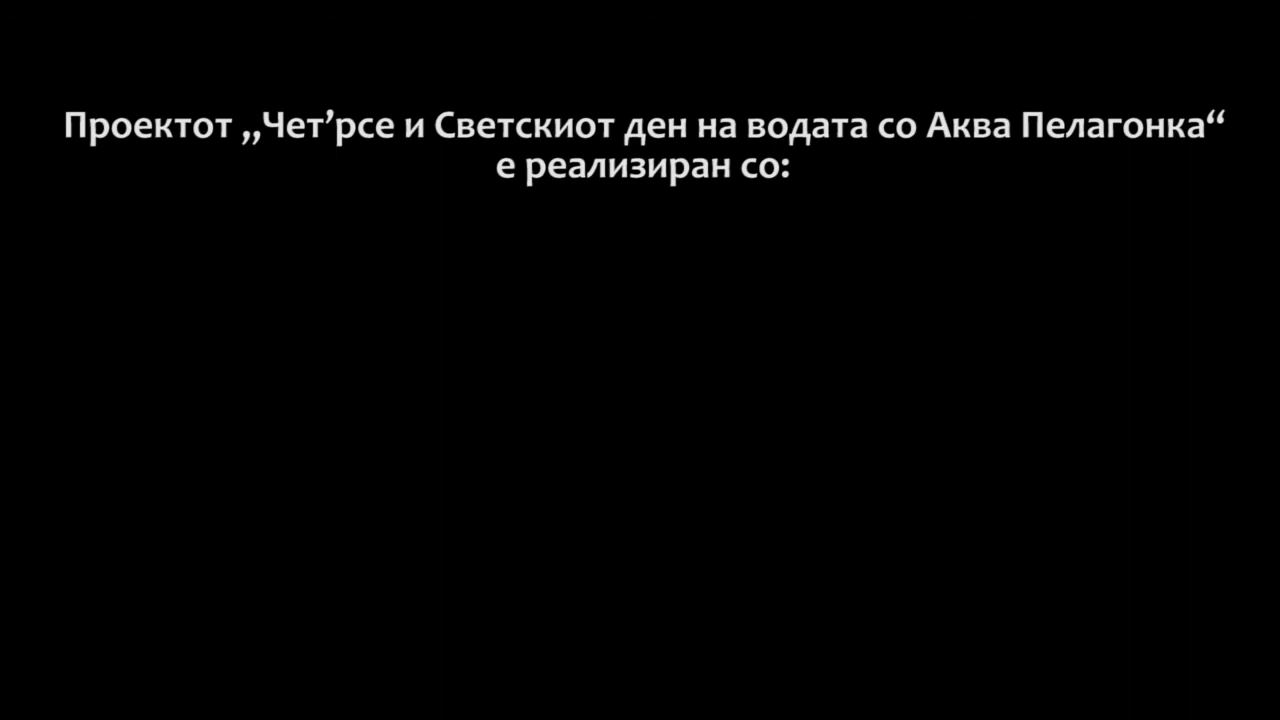 Проектот ,,Чет’рсе и Светскиот ден на водата со Аква Пелагонка“
е реализиран со: